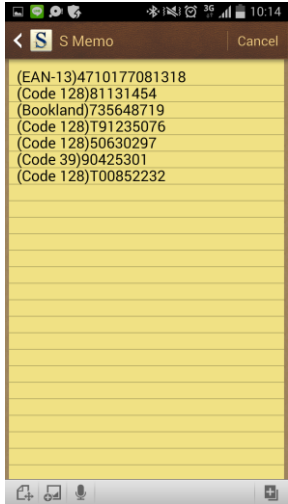 3G 10:14
S S Memo Cancel
(EAN-13)4710177081318
(Code 128)81131454
(Bookland)735648719
(Code 128)T91235076
(Code 128)50630297
(Code 39)90425301
(Code 128)T00852232